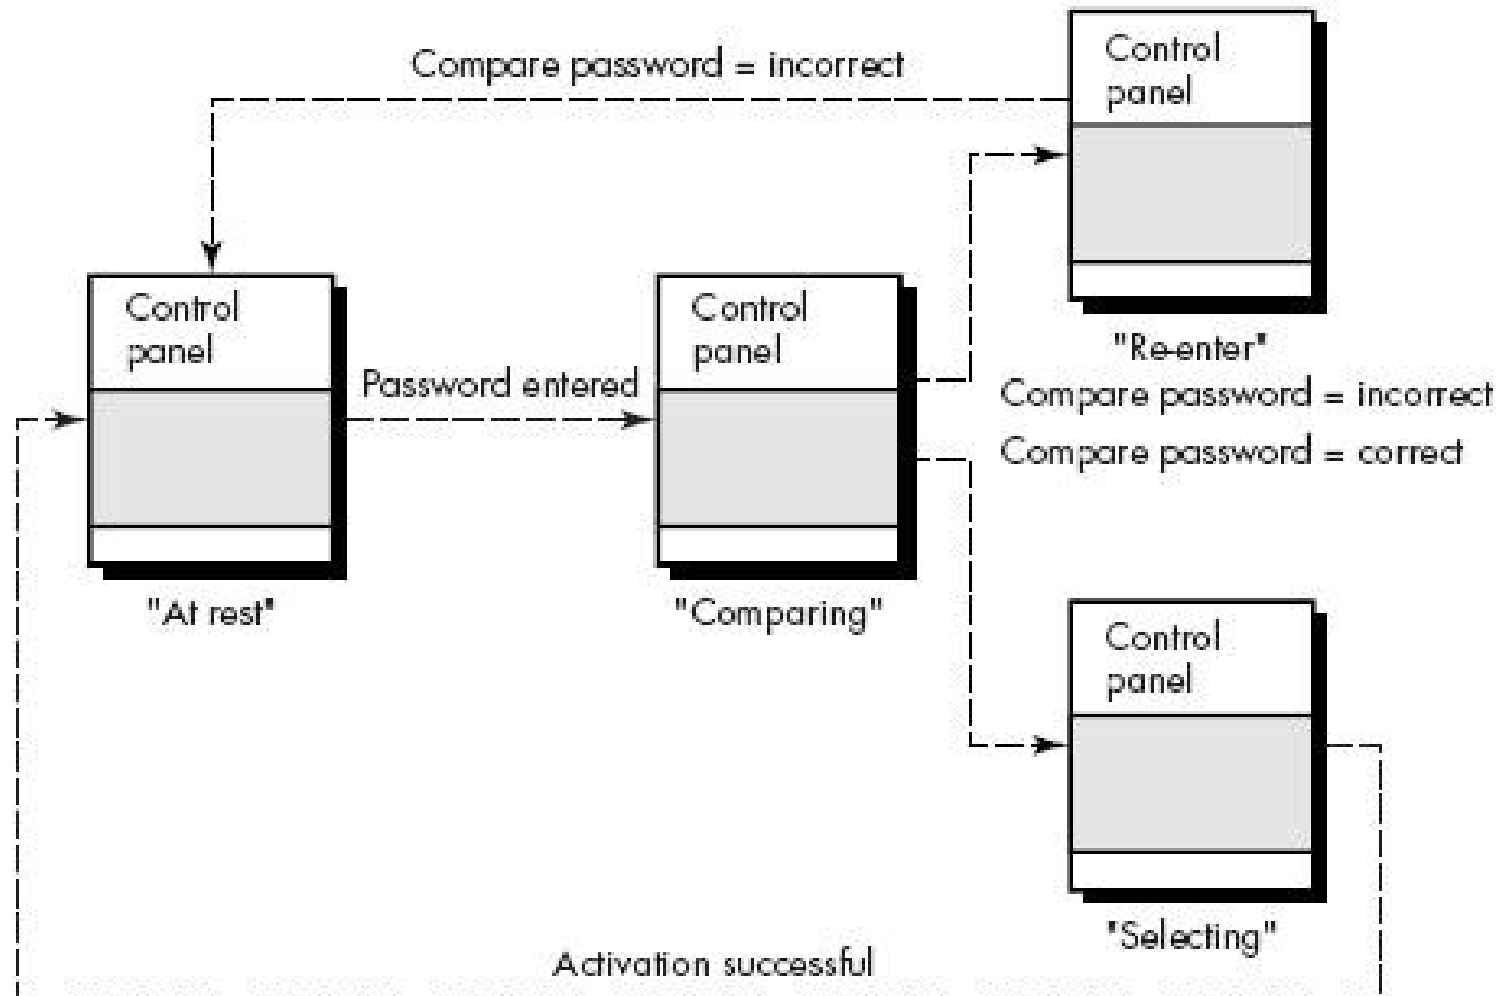 Compare password = incorrect
Control
panel
"Re-enter"
Control
panel
"At rest"
Password entered
Control
panel
"Comparing"
Compare password = incorrect
Compare password = correct
Control
panel
"Selecting"
Activation successful